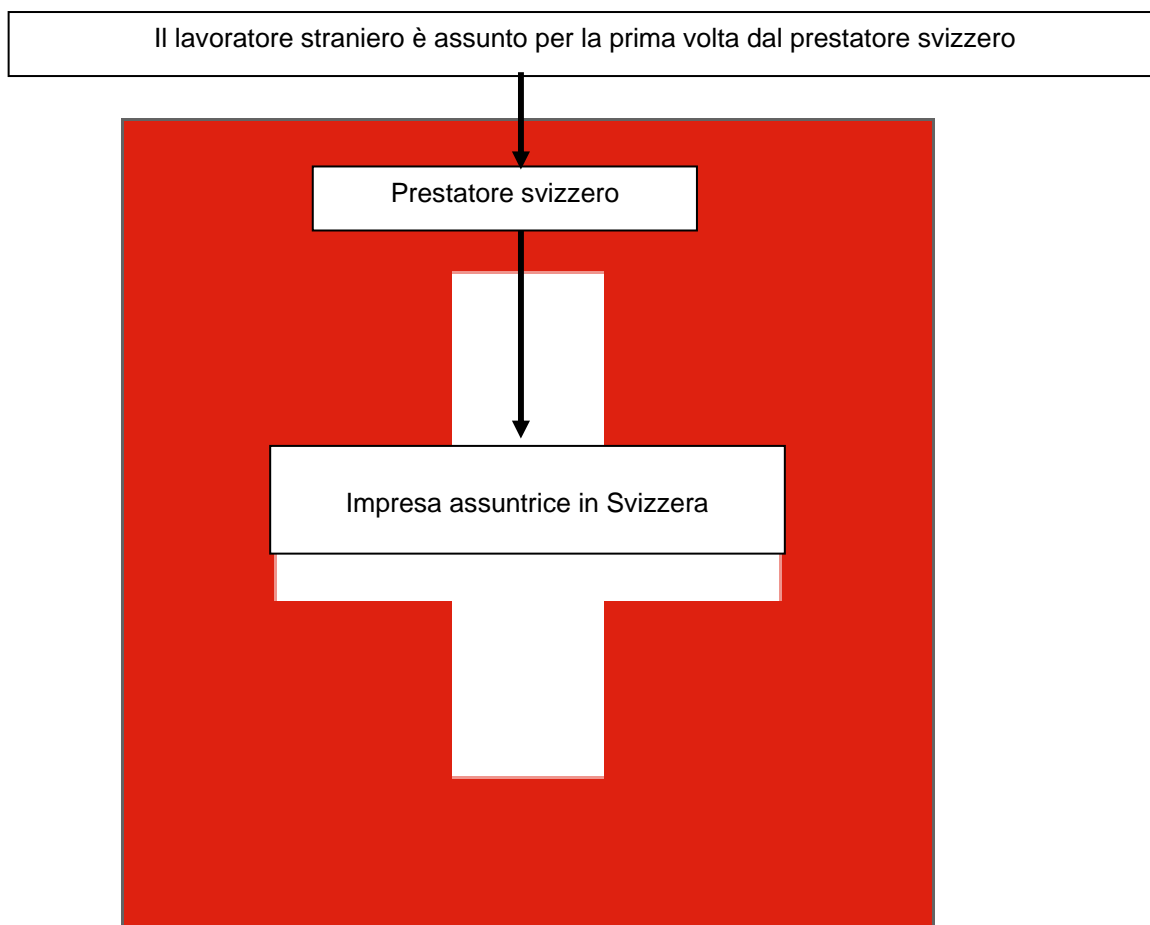 Il lavoratore straniero è assunto per la prima volta dal prestatore svizzero
Prestatore svizzero
Impresa assuntrice in Svizzera